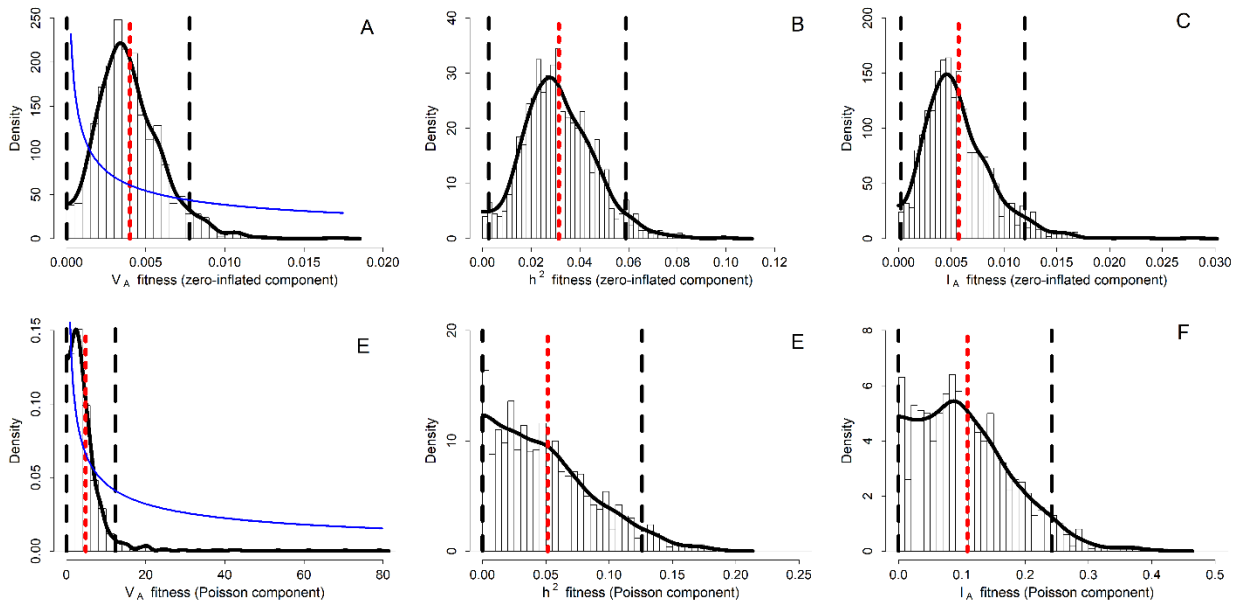 A
Density
0 50 100 150 200 250
0.000 0.005 0.010 0.015 0.020
V A fitness (zero-inflated component)
B
Density
0 10 20 30 40
0.00 0.02 0.04 0.06 0.08 0.10 0.12
h 2 fitness (zero-inflated component)
C
Density
0 50 100 150 200
0.000 0.005 0.010 0.015 0.020 0.025 0.030
I A fitness (zero-inflated component)
E
Density
0.00 0.05 0.10 0.15
0 20 40 60 80
V A fitness (Poisson component)
E
Density
0 10 20
0.00 0.05 0.10 0.15 0.20 0.25
h 2 fitness (Poisson component)
F
Density
0 2 4 6 8
0.0 0.1 0.2 0.3 0.4 0.5
I A fitness (Poisson component)